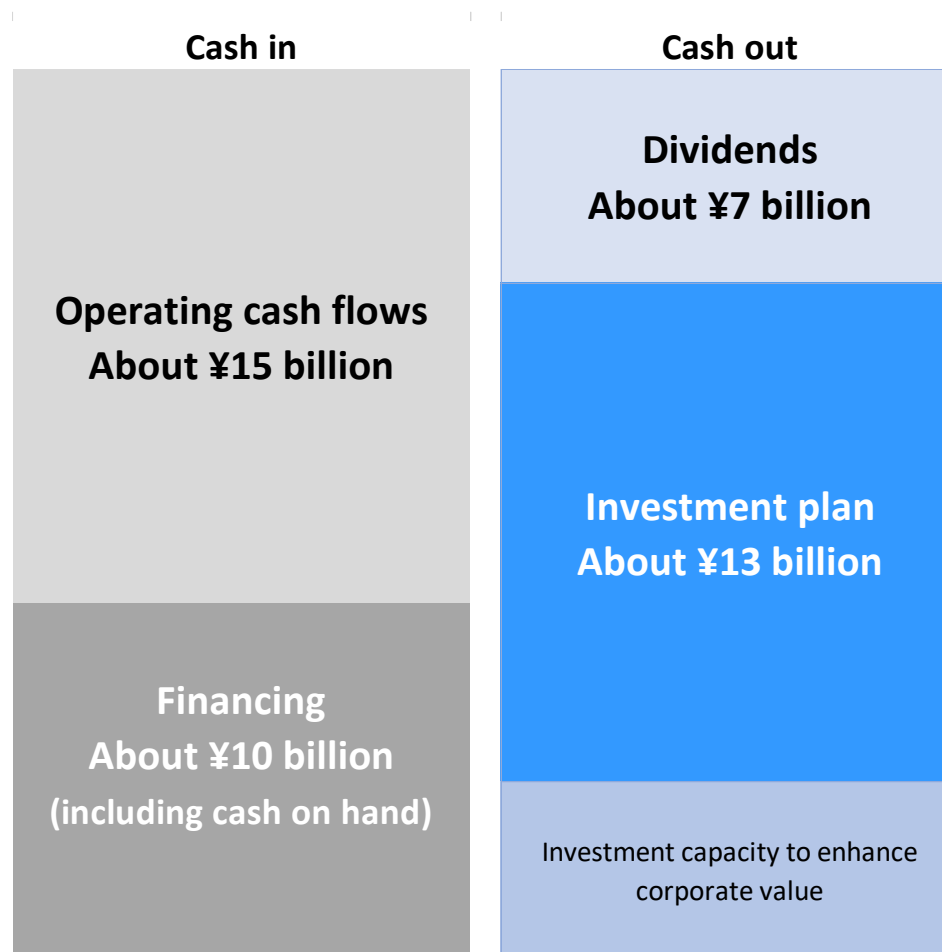 Cash in
Operating cash flows
About ¥15 billion
Financing
About ¥10 billion
(including cash on hand)
Cash out
Dividends
About ¥7 billion
Investment plan
About ¥13 billion
Investment capacity to enhance
corporate value